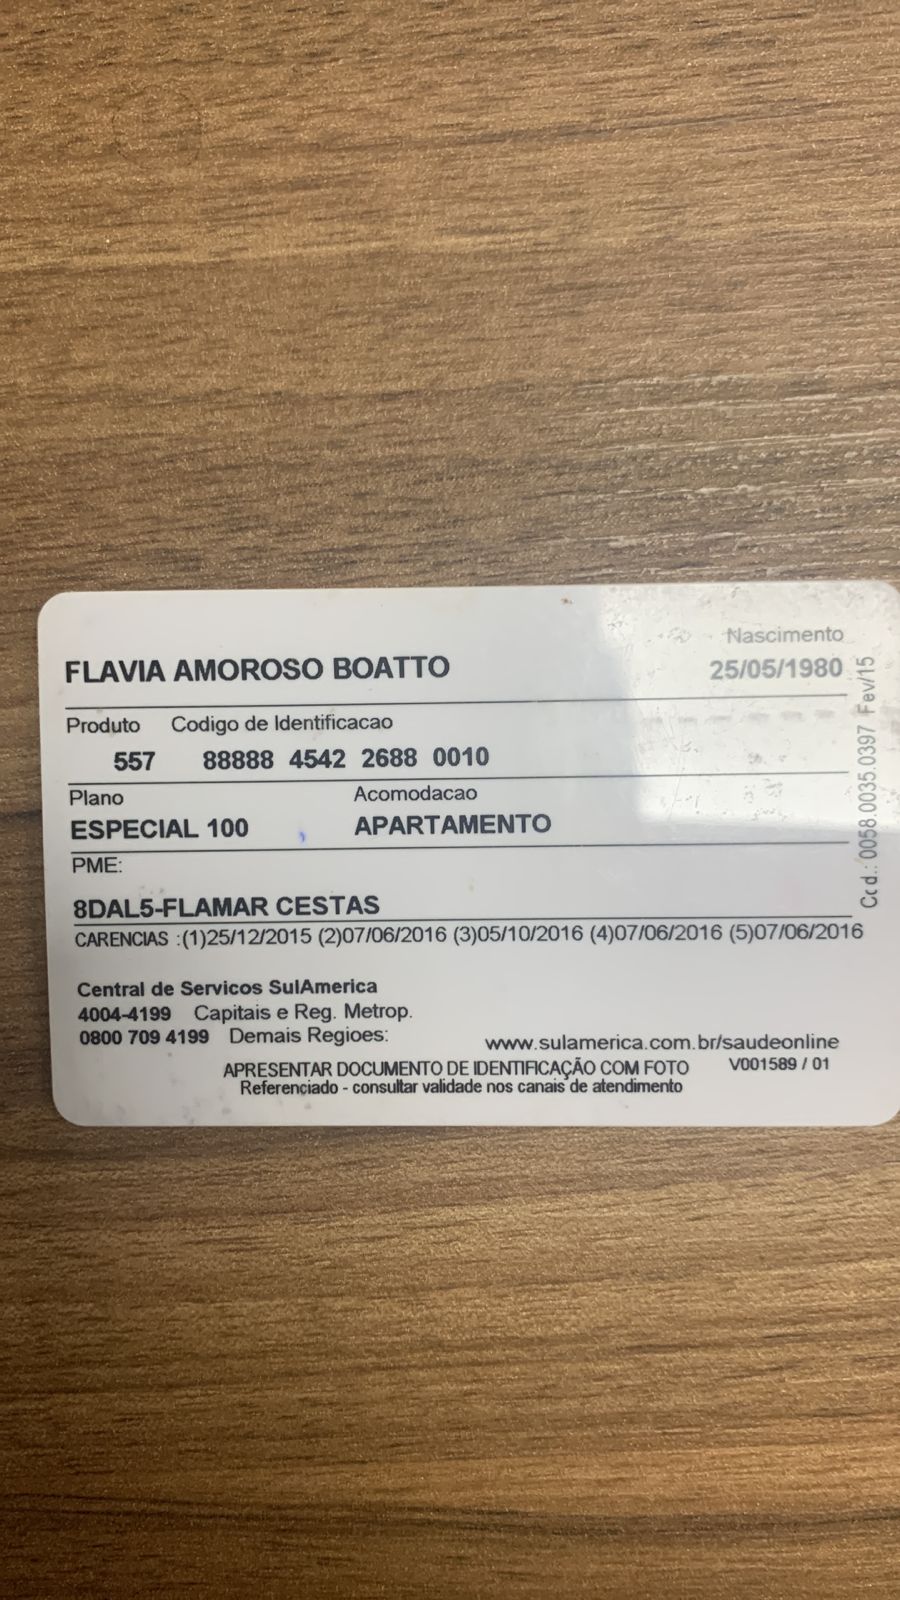 Nascimento
FLAVIA AMOROSO BOATTO 25/05/1980
Produto Codigo de Identificacao
557 88888 4542 2688 0010
Plano Acomodacao
ESPECIAL 100 APARTAMENTO
PME:
8DAL5-FLAMAR CESTAS
CARENCIAS :(1)25/12/2015 (2)07/06/2016 (3)05/10/2016 (4)07/06/2016 (5)07/06/2016
Central de Servicos SulAmerica
4004-4199 Capitais e Reg. Metrop.
0800 709 4199 Demais Regioes:
www.sulamerica.com.br/saudeonline
APRESENTAR DOCUMENTO DE IDENTIFICAÇÃO COM FOTO V001589 / 01
Referenciado - consultar validade nos canais de atendimento
Cod.: 0058.0035.0397 Fev/15